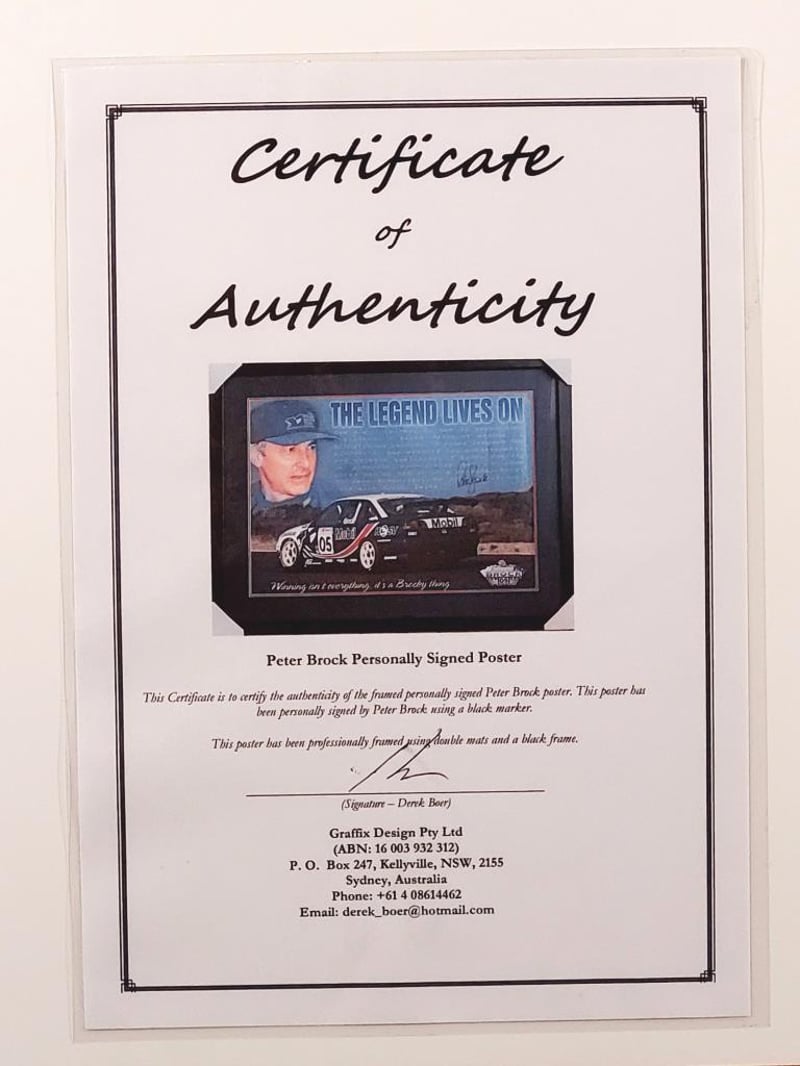 Certificate
of
Authenticity
THE LEGEND LIVES ON
05
Mobil
Mobil
Winning isn't everything, it's a Brocky thing
Peter Brock Personally Signed Poster
This Certificate is to certify the authenticity of the framed personally signed Peter Brock poster. This poster has
been personally signed by Peter Brock using a black marker.
This poster has been professionally framed using double mats and a black frame.
(Signature – Derek Boer)
Graffix Design Pty Ltd
(ABN: 16 003 932 312)
P. O. Box 247, Kellyville, NSW, 2155
Sydney, Australia
Phone: +61 4 08614462
Email: derek_boer@hotmail.com